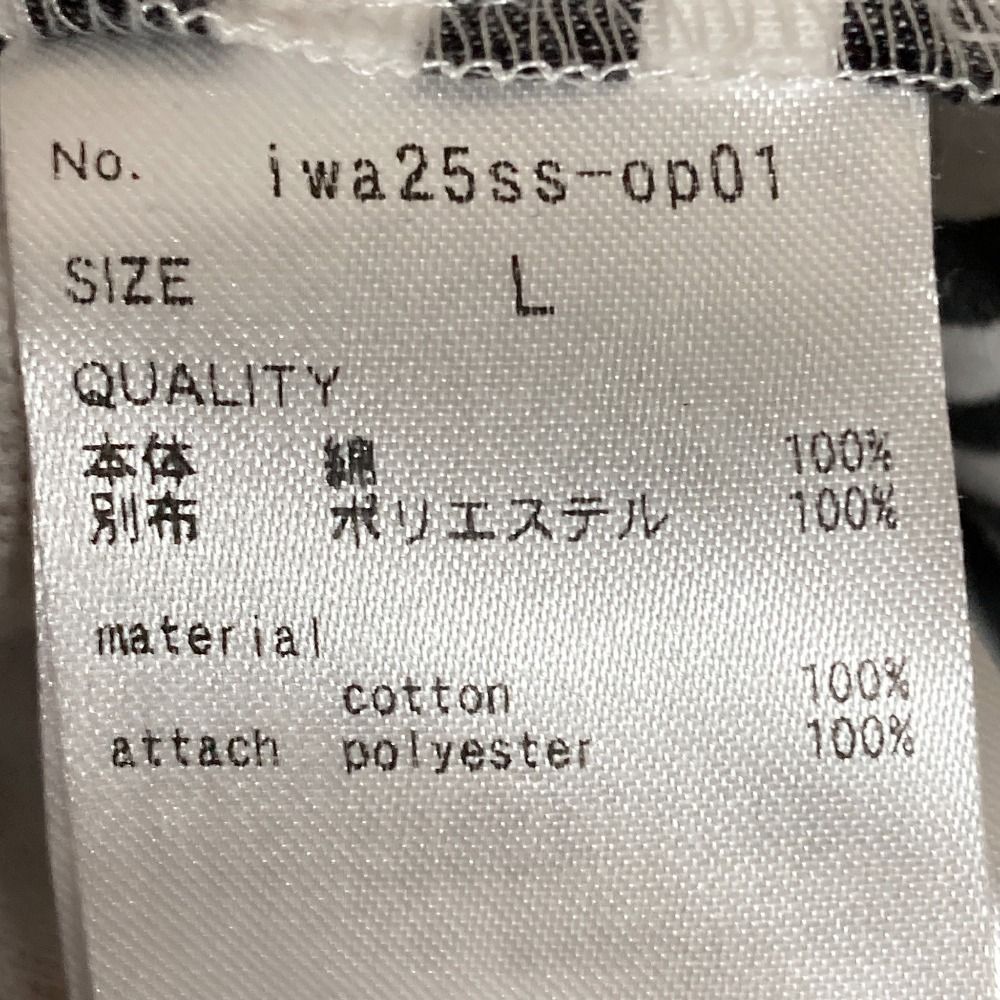 No. iwa25ss-op01
SIZE L
QUALITY
本体 綿 100%
別布 ポリエステル 100%
material
cotton 100%
attach polyester 100%